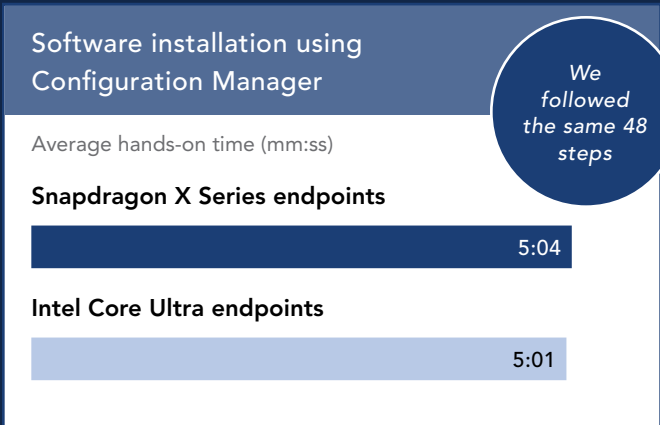 Software installation using
Configuration Manager
We
followed
the same 48
steps
Average hands-on time (mm:ss)
Snapdragon X Series endpoints
5:04
Intel Core Ultra endpoints
5:01